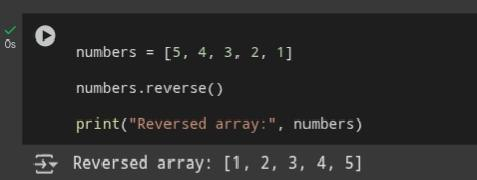 numbers = [5, 4, 3, 2, 1]
0s
numbers.reverse()
print("Reversed array:", numbers)
Reversed array: [1, 2, 3, 4, 5]